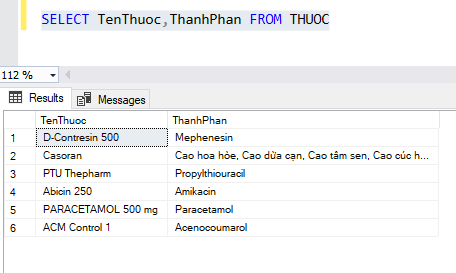 SELECT TenThuoc,ThanhPhan FROM THUOC
112 %
Results Messages
TenThuoc ThanhPhan
1 D-Contresin 500 Mephenesin
2 Casoran Cao hoa hòe, Cao dừa cạn, Cao tâm sen, Cao cúc h...
3 PTU Thepharm Propylthiouracil
4 Abicin 250 Amikacin
5 PARACETAMOL 500 mg Paracetamol
6 ACM Control 1 Acenocoumarol